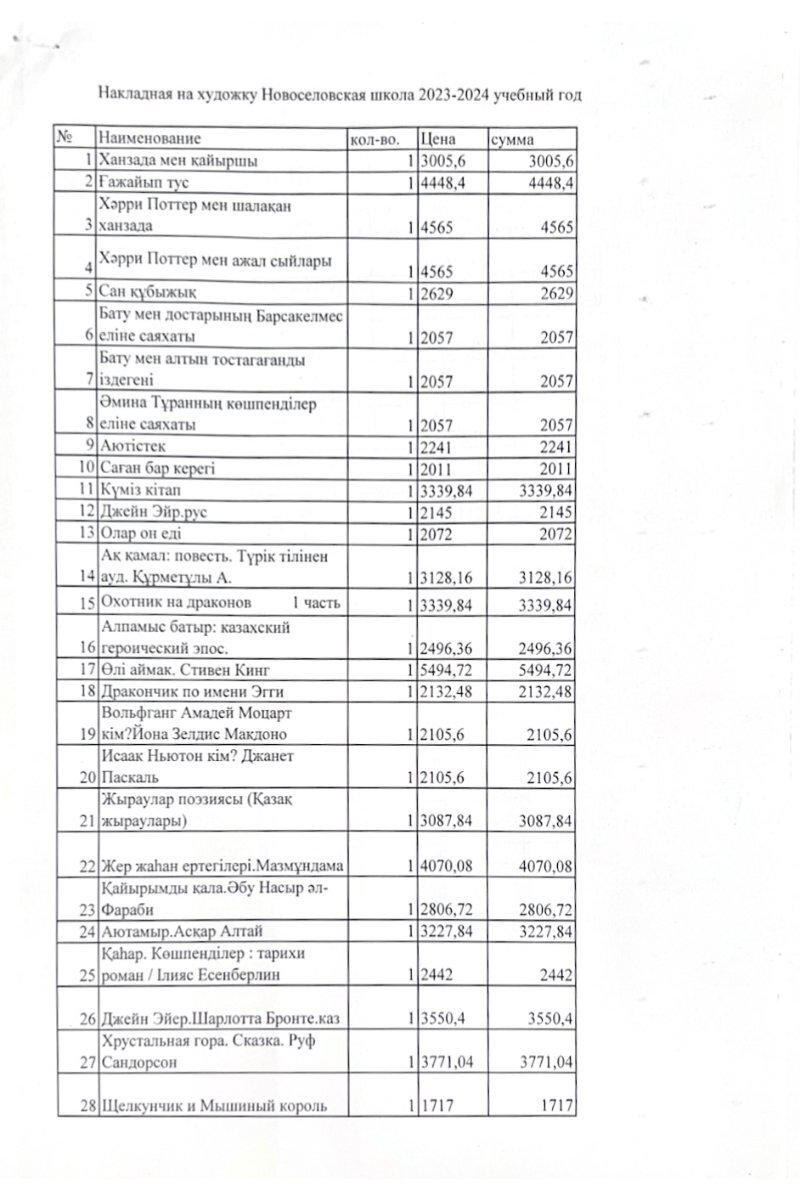 Накладная на художку Новоселовская школа 2023-2024 учебный год
№ Наименование кол-во. Цена сумма
1 Ханзада мен қайыршы 1 3005,6 3005,6
2 Ғажайып тус 1 4448,4 4448,4
Хәрри Поттер мен шалақан
3 ханзада 1 4565 4565
4 Хәрри Поттер мен ажал сыйлары 1 4565 4565
5 Сан құбыжық 1 2629 2629
Бату мен достарының Барсакелмес
6 еліне саяхаты 1 2057 2057
Бату мен алтын тостагағанды
7 іздегені 1 2057 2057
Әмина Тұранның көшпенділер
8 еліне саяхаты 1 2057 2057
9 Аютістек 1 2241 2241
10 Саған бар керегі 1 2011 2011
11 Күміз кітап 1 3339,84 3339,84
12 Джейн Эйр.рус 1 2145 2145
13 Олар он еді 1 2072 2072
Ақ қамал: повесть. Түрік тілінен
14 ауд. Құрметұлы А. 1 3128,16 3128,16
15 Охотник на драконов 1 часть 1 3339,84 3339,84
Алпамыс батыр: казахский
16 героический эпос. 1 2496,36 2496,36
17 Өлі аймақ. Стивен Кинг 1 5494,72 5494,72
18 Дракончик по имени Эгги 1 2132,48 2132,48
Вольфганг Амадей Моцарт
19 кім?Йона Зелдис Макдоно 1 2105,6 2105,6
Исаак Ньютон кім? Джанет
20 Паскаль 1 2105,6 2105,6
Жыраулар поэзиясы (Қазақ
21 жыраулары) 1 3087,84 3087,84
22 Жер жаһан ертегілері.Мазмұндама 1 4070,08 4070,08
Қайырымды қала.Әбу Насыр әл-
23 Фараби 1 2806,72 2806,72
24 Аютамыр.Асқар Алтай 1 3227,84 3227,84
Қаһар. Көшпенділер : тарихи
25 роман / Ілияс Есенберлин 1 2442 2442
26 Джейн Эйер.Шарлотта Бронте.каз 1 3550,4 3550,4
Хрустальная гора. Сказка. Руф
27 Сандорсон 1 3771,04 3771,04
28 Щелкунчик и Мышиный король 1 1717 1717